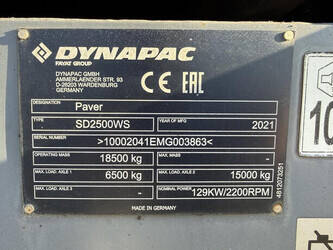 DYNAPAC
FAYAT GROUP
DYNAPAC GMBH
AMMERLAENDER STR. 93
D-26203 WARDENBURG
GERMANY
CE EAC
DESIGNATION
Paver
TYPE
SD2500WS
YEAR OF MFG
2021
SERIAL NUMBER
>10002041EMG003863<
OPERATING MASS
18500 kg
MAX. LOAD AXLE 1
6500 kg
MAX. LOAD AXLE 2
15000 kg
MAX. LOAD AXLE 3
NOMINAL POWER
129KW/2200RPM
MADE IN GERMANY
4812073251
10